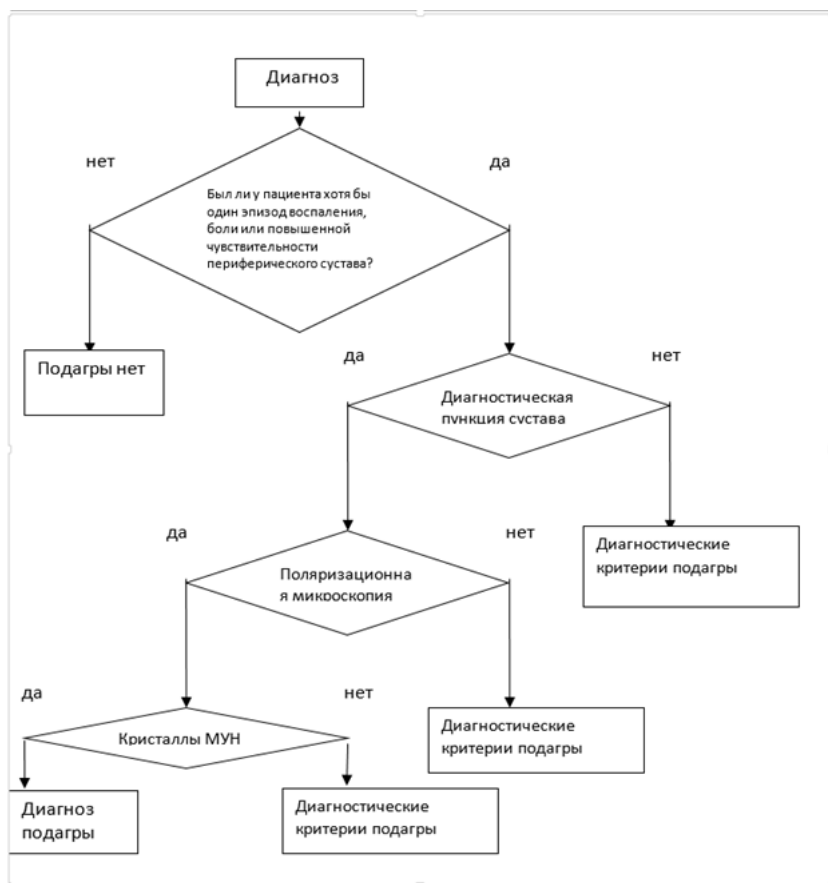 Диагноз
нет
да
Был ли у пациента хотя бы
один эпизод воспаления,
боли или повышенной
чувствительности
периферического сустава?
Подагры нет
да
нет
Диагностическая
пункция сустава
да
нет
Диагностические
критерии подагры
Поляризационна
я микроскопия
да
нет
Диагностические
критерии подагры
Кристаллы МУН
Диагноз
подагры
Диагностические
критерии подагры